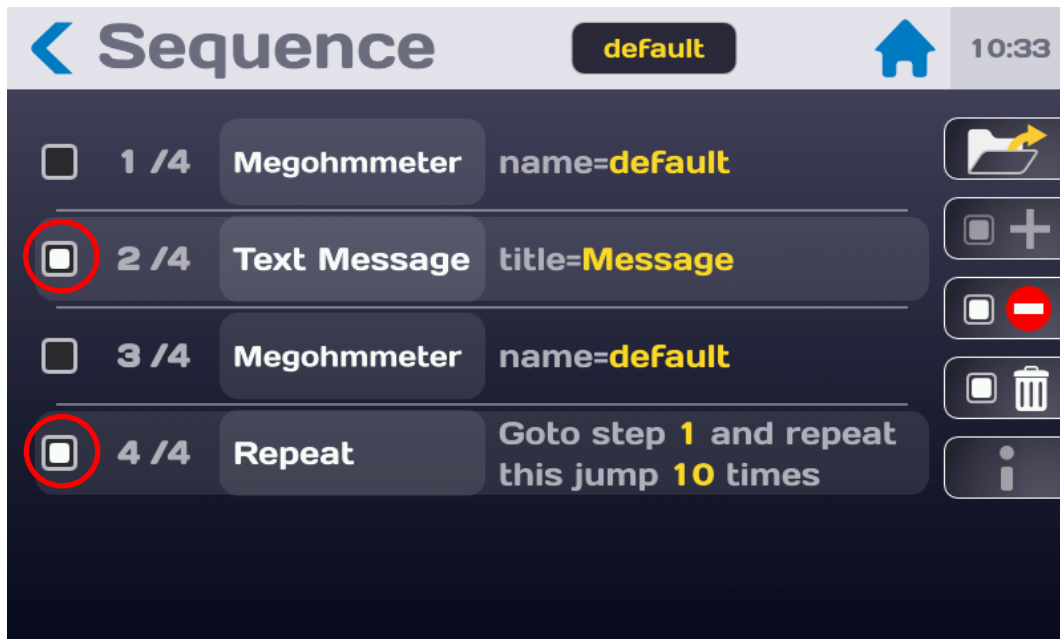 Sequence default 10:33
1 /4 Megohmmeter name=default
2 /4 Text Message title=Message
3 /4 Megohmmeter name=default
4 /4 Repeat Goto step 1 and repeat
this jump 10 times